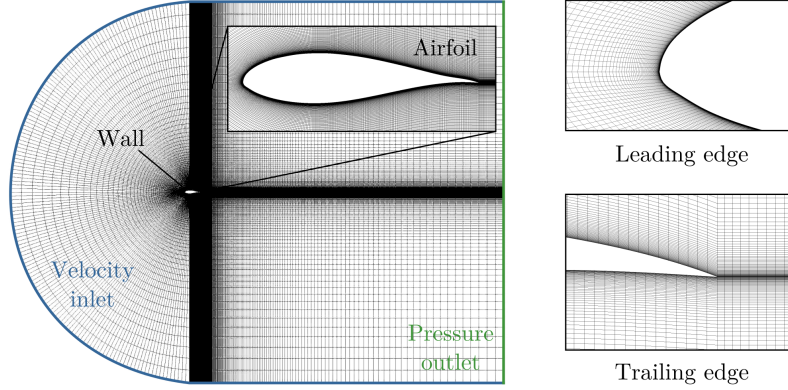 Airfoil
Wall
Velocity
inlet
Pressure
outlet
Leading edge
Trailing edge